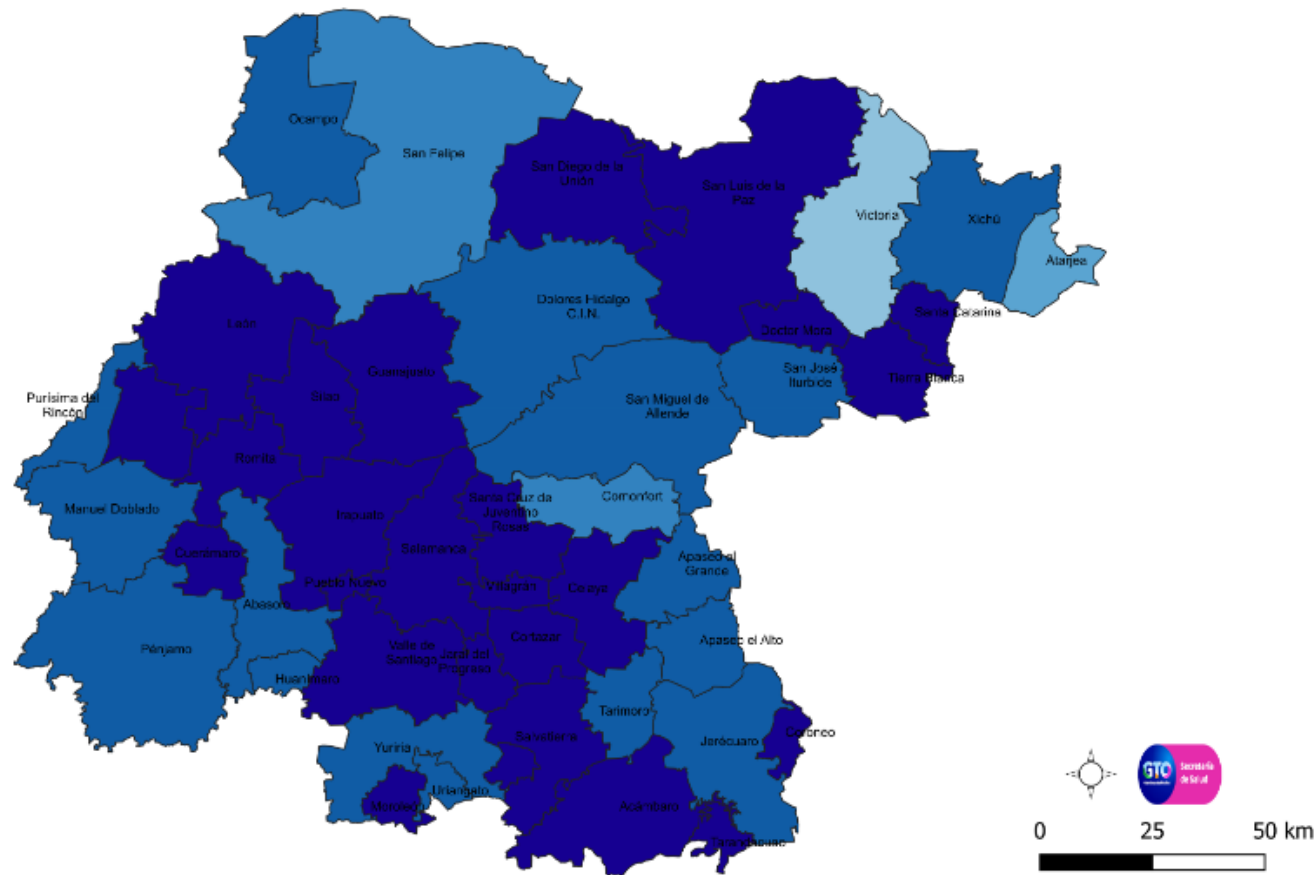 Ocampo
San Felipe
San Diego de la
Unión
San Luis de la
Paz
Victoria
Xichú
Atarjea
Dolores Hidalgo
C.I.N.
Santa Catarina
León
Doctor Mora
Guanajuato
San José
Iturbide
Tierra Blanca
Silao
Purísima del
Rincón
San Miguel de
Allende
Romita
Manuel Doblado
Irapuato
Santa Cruz de
Juventino
Rosas
Comonfort
Salamanca
Cuerámaro
Apaseo el
Grande
Pueblo Nuevo
Villagrán
Celaya
Abasolo
Pénjamo
Valle de
Santiago
Jaral del
Progreso
Cortazar
Apaseo el Alto
Huanímaro
Tarimoro
Yuriria
Salvatierra
Jerécuaro
Coroneo
Uriangato
Moroleón
Acámbaro
Tarandacuao
GTO
Secretaría
de Salud
0 25 50 km